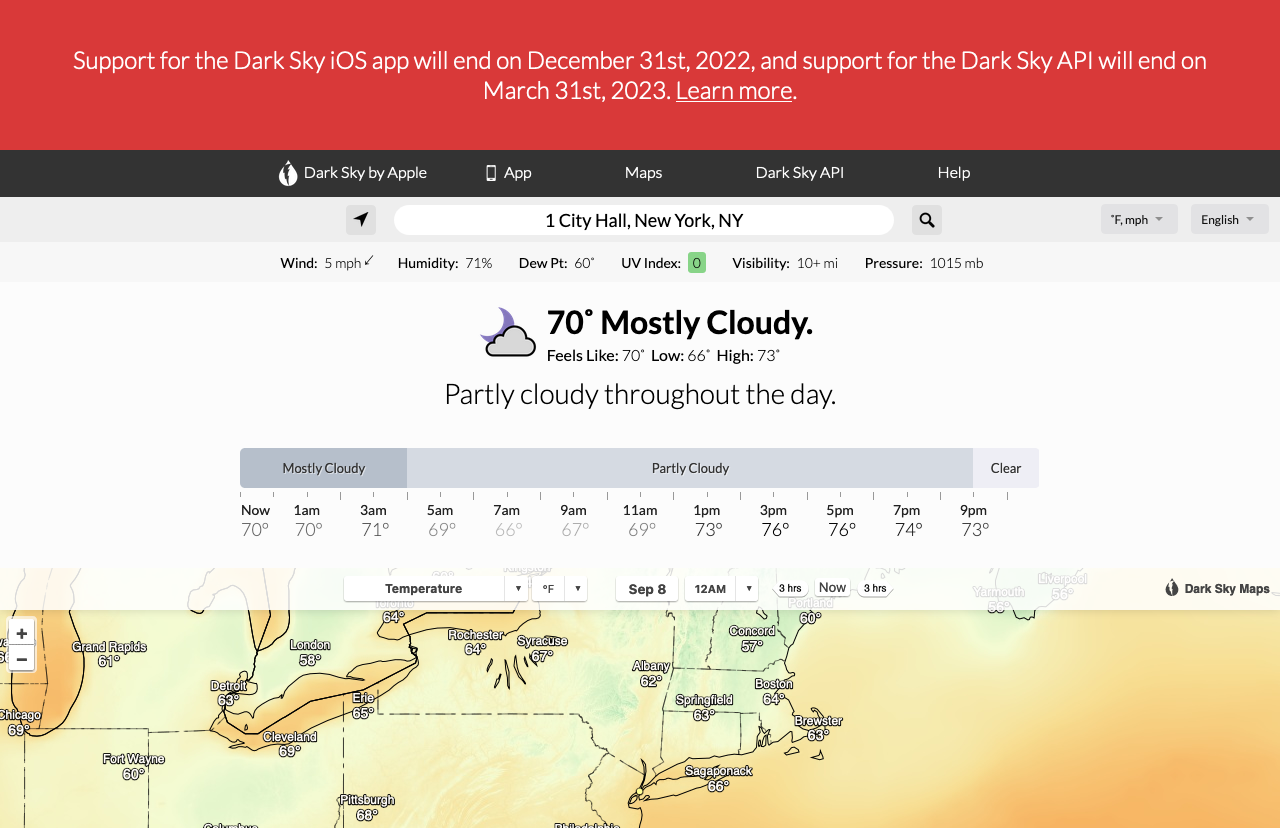 Support for the Dark Sky iOS app will end on December 31st, 2022, and support for the Dark Sky API will end on
March 31st, 2023. Learn more.
Dark Sky by Apple App Maps Dark Sky API Help
1 City Hall, New York, NY
˚F, mph English
Wind: 5 mph Humidity: 71% Dew Pt: 60˚ UV Index: 0 Visibility: 10+ mi Pressure: 1015 mb
70˚ Mostly Cloudy.
Feels Like: 70˚ Low: 66˚ High: 73˚
Partly cloudy throughout the day.
Mostly Cloudy Partly Cloudy Clear
Now 1am 3am 5am 7am 9am 11am 1pm 3pm 5pm 7pm 9pm
70° 70° 71° 69° 66° 67° 69° 73° 76° 76° 74° 73°
Temperature °F Sep 8 12AM 3 hrs Now 3 hrs Dark Sky Maps
Kingston
Liverpool
56°
Yarmouth
56°
Toronto
64°
Portland
60°
+
−
Grand Rapids
61°
London
58°
Rochester
64°
Syracuse
67°
Concord
57°
Albany
62°
Detroit
63°
Erie
65°
Springfield
63°
Boston
64°
Chicago
69°
Brewster
63°
Cleveland
69°
Fort Wayne
60°
Sagaponack
66°
Pittsburgh
68°
Columbus
Philadelphia